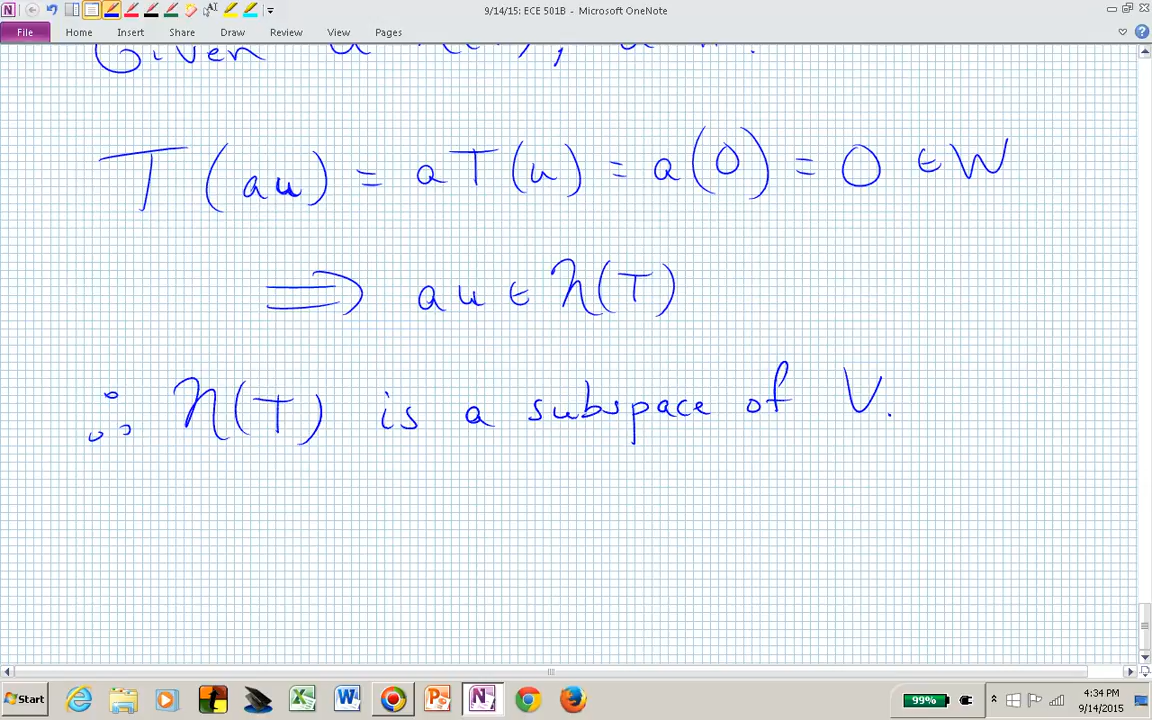 9/14/15: ECE 501B - Microsoft OneNote
File Home Insert Share Draw Review View Pages
Given
T(au) = aT(u) = a(0) = 0 ∈ W
⟹ au ∈ N(T)
∴ N(T) is a subspace of V.
Start
99%
4:34 PM
9/14/2015